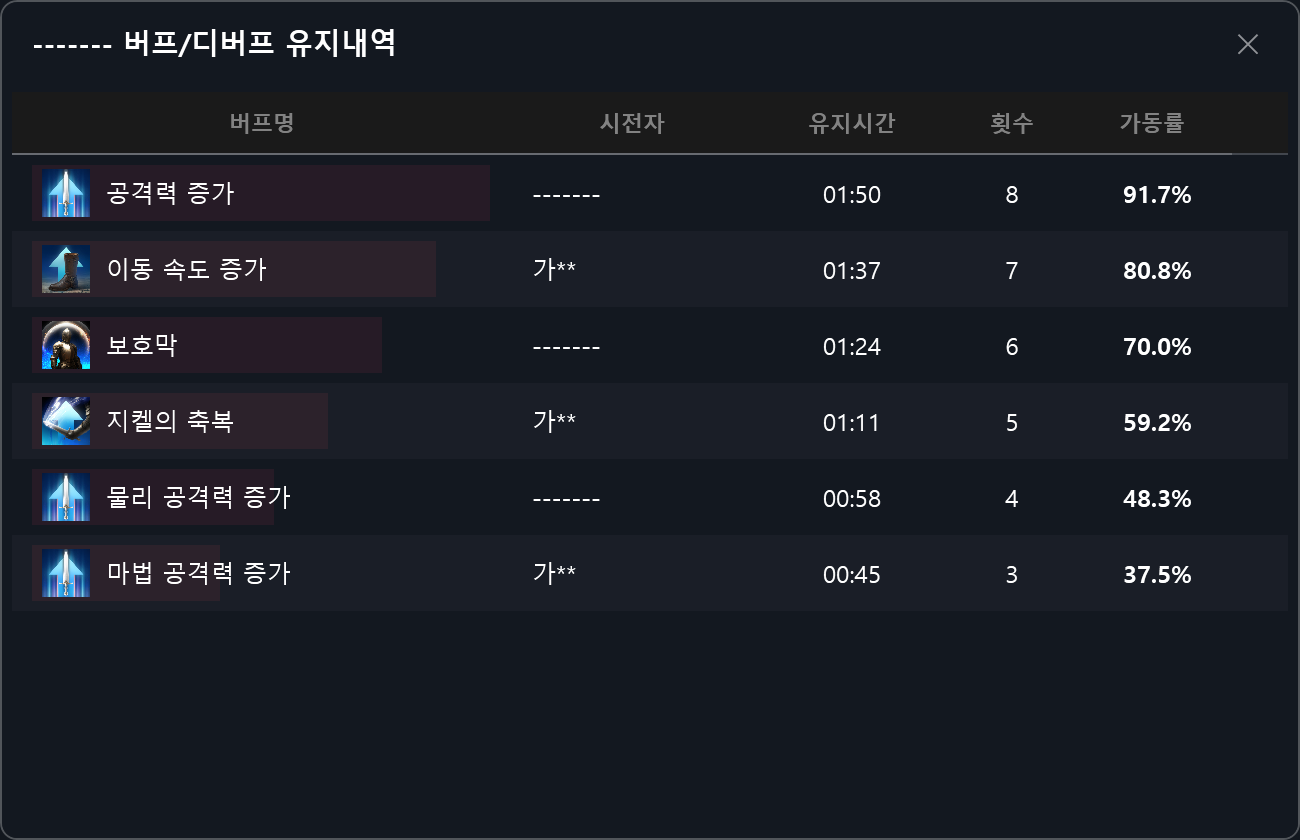 ------- 버프/디버프 유지내역
버프명 시전자 유지시간 횟수 가동률
공격력 증가 ------- 01:50 8 91.7%
이동 속도 증가 가** 01:37 7 80.8%
보호막 ------- 01:24 6 70.0%
지켈의 축복 가** 01:11 5 59.2%
물리 공격력 증가 ------- 00:58 4 48.3%
마법 공격력 증가 가** 00:45 3 37.5%